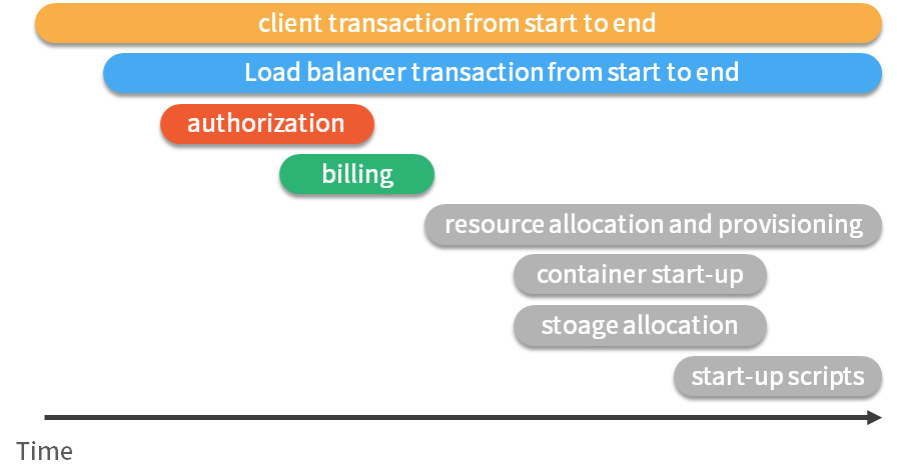 client transaction from start to end
Load balancer transaction from start to end
authorization
billing
resource allocation and provisioning
container start-up
stoage allocation
start-up scripts
Time